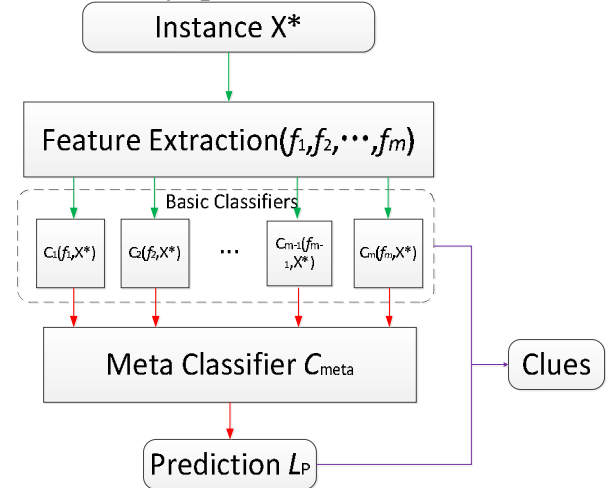 Instance X*
Feature Extraction(f1,f2,⋯,fm)
Basic Classifiers
C1(f1,X*)
C2(f2,X*)
...
Cm-1(fm-
1,X*)
Cm(fm,X*)
Meta Classifier Cmeta
Clues
Prediction LP